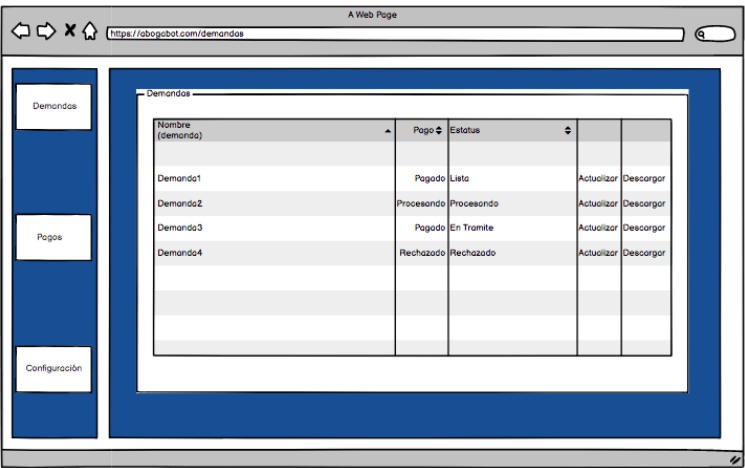 A Web Page
https://abogabot.com/demandas
Demandas
Pagos
Configuración
Demandas
Nombre
(demanda) Pago Estatus
Demanda1 Pagado Lista Actualizar Descargar
Demanda2 Procesando Procesando Actualizar Descargar
Demanda3 Pagado En Tramite Actualizar Descargar
Demanda4 Rechazado Rechazado Actualizar Descargar